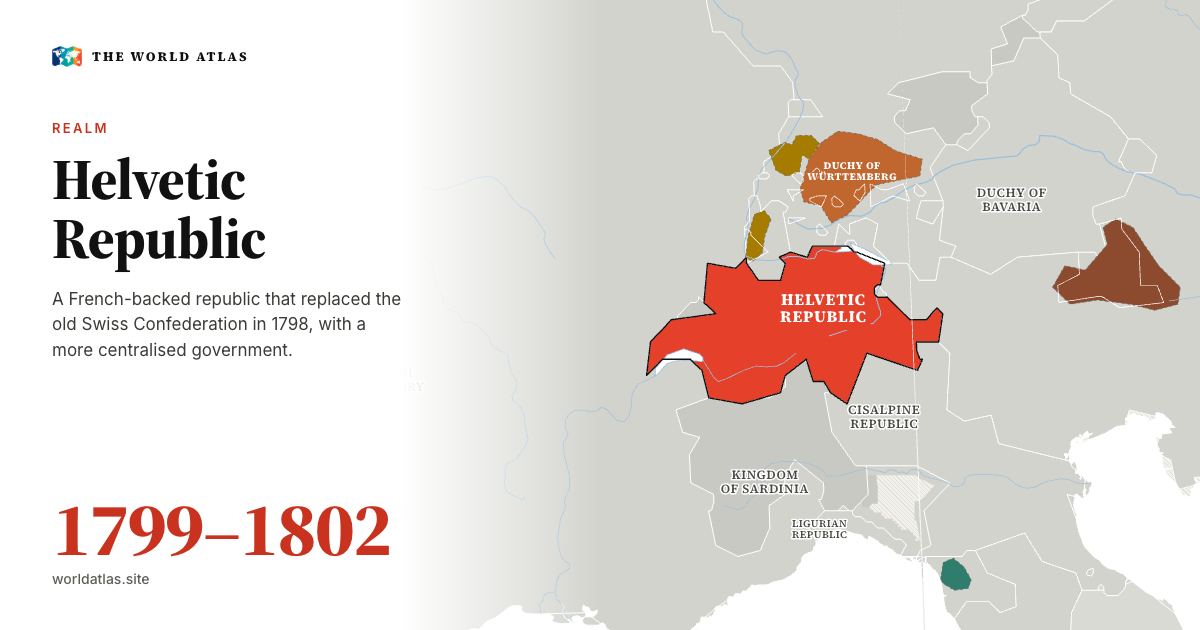 THE WORLD ATLAS
REALM
Helvetic
Republic
A French-backed republic that replaced the
old Swiss Confederation in 1798, with a
more centralised government.
1799–1802
worldatlas.site
DUCHY OF
WÜRTTEMBERG
DUCHY OF
BAVARIA
HELVETIC
REPUBLIC
CISALPINE
REPUBLIC
KINGDOM
OF SARDINIA
LIGURIAN
REPUBLIC